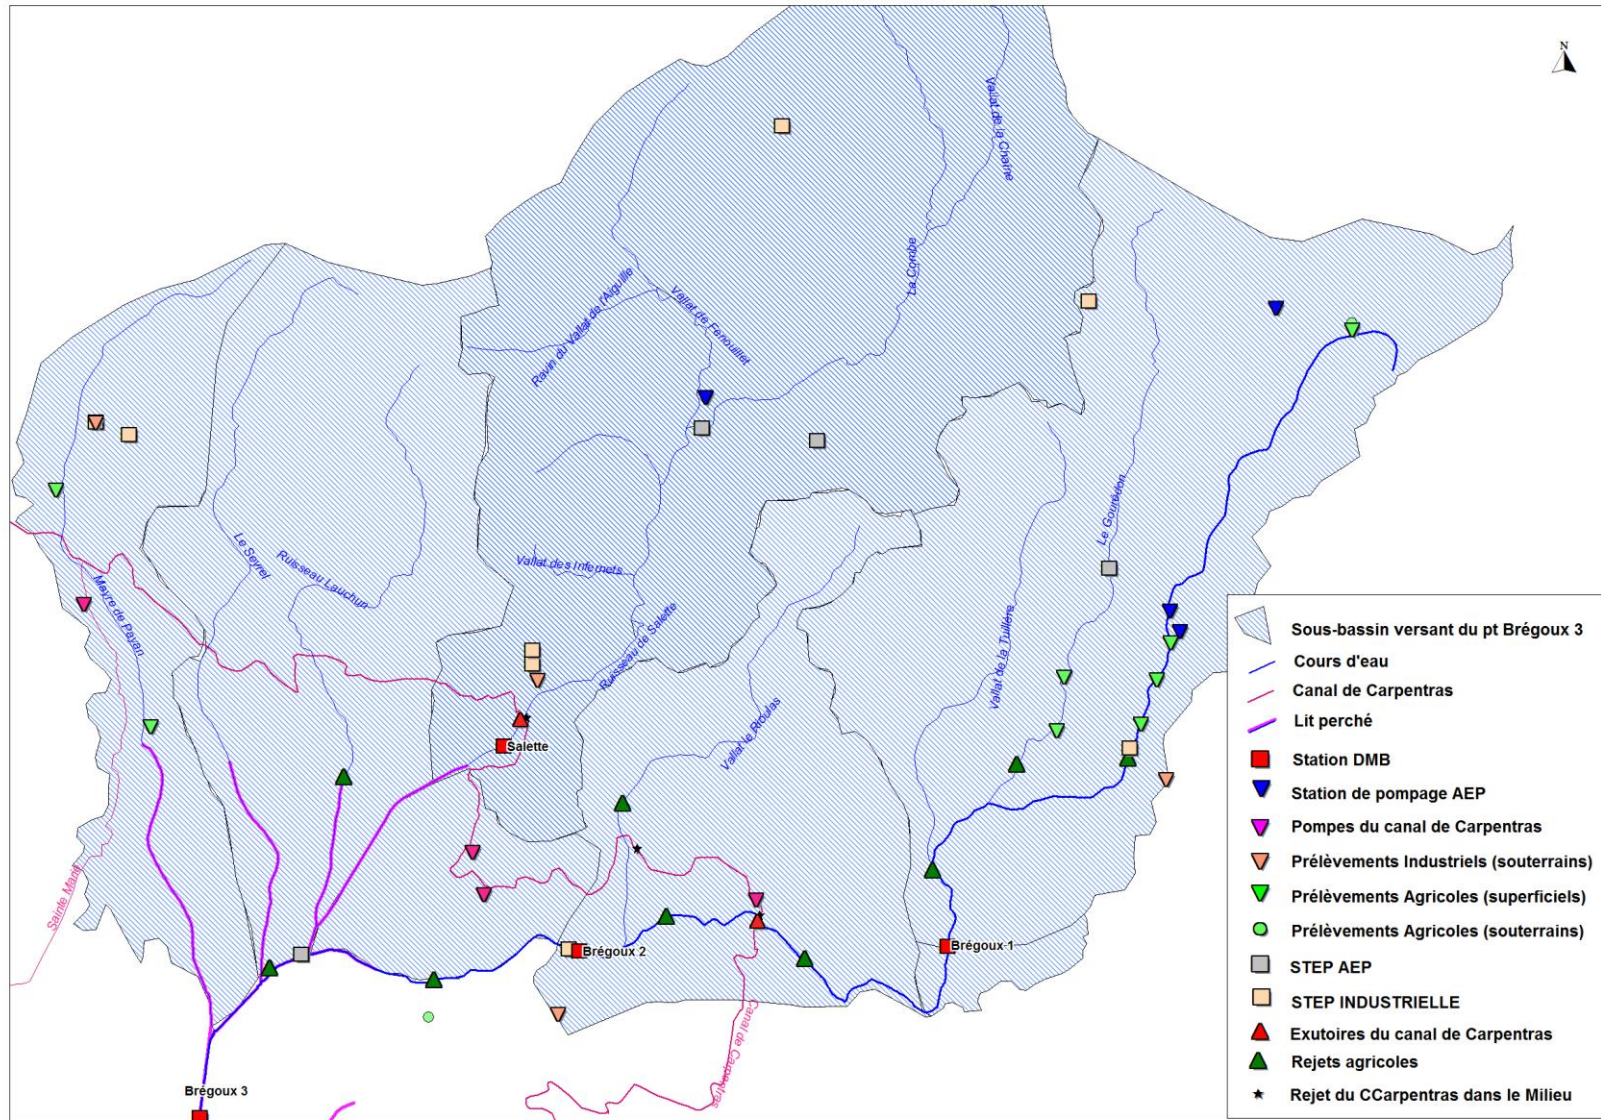 N
Vallat de la Chaîne
La Combe
Ravin du Vallat de l'Aiguille
Vallat de Fenouillet
Le Gourédon
Le Seyrel
Ruisseau Lauchun
Vallat des Infernets
Mayre de Payan
Ruisseau de Salette
Vallat de la Tuilière
Vallat le Rioulas
Salette
Sainte Marie
Brégoux 1
Brégoux 2
Canal de Carpentras
Brégoux 3
Sous-bassin versant du pt Brégoux 3
Cours d'eau
Canal de Carpentras
Lit perché
Station DMB
Station de pompage AEP
Pompes du canal de Carpentras
Prélèvements Industriels (souterrains)
Prélèvements Agricoles (superficiels)
Prélèvements Agricoles (souterrains)
STEP AEP
STEP INDUSTRIELLE
Exutoires du canal de Carpentras
Rejets agricoles
Rejet du CCarpentras dans le Milieu